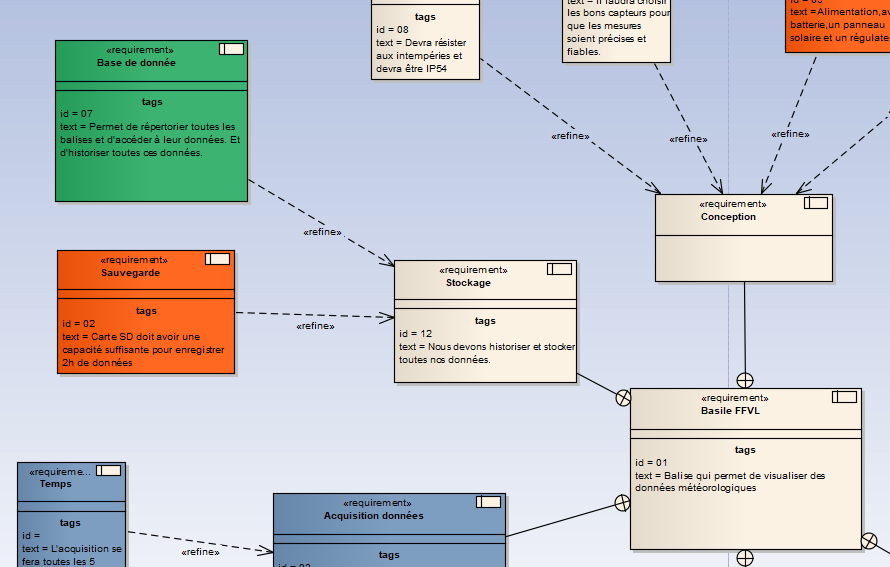 tags
id = 08
text = Devra résister
aux intempéries et
devra être IP54
les bons capteurs pour
que les mesures
soient précises et
fiables.
text =Alimentation,av
batterie,un panneau
solaire et un régulate
«requirement»
Base de donnée
tags
id = 07
text = Permet de répertorier toutes les
balises et d'accéder à leur données. Et
d'historiser toutes ces données.
«refine»
«refine»
«refine»
«refine»
«requirement»
Conception
«requirement»
Sauvegarde
tags
id = 02
text = Carte SD doit avoir une
capacité suffisante pour enregistrer
2h de données
«refine»
«requirement»
Stockage
tags
id = 12
text = Nous devons historiser et stocker
toutes nos données.
«requirement»
Basile FFVL
tags
id = 01
text = Balise qui permet de visualiser des
données météorologiques
«requireme...
Temps
tags
id =
text = L'acquisition se
fera toutes les 5
«refine»
«requirement»
Acquisition données
tags